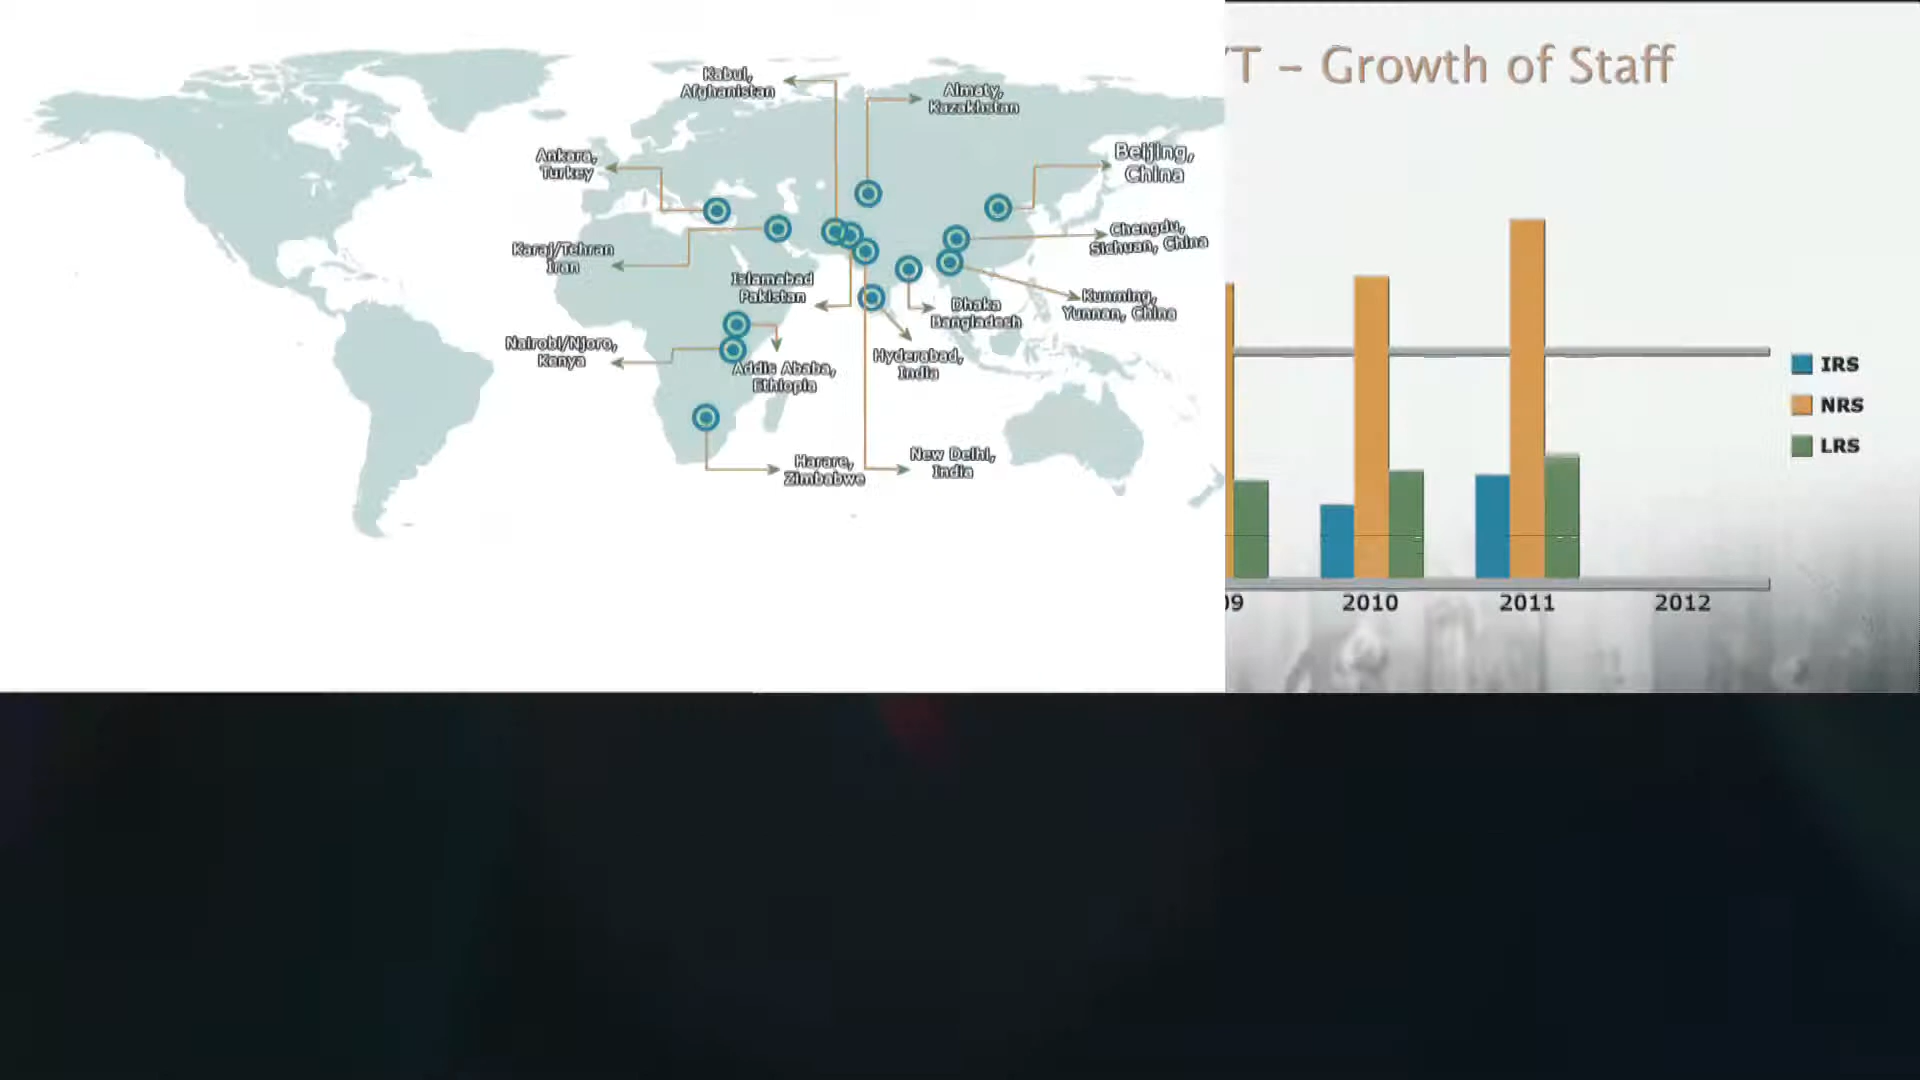 Kabul,
Afghanistan
Almaty,
Kazakhstan
Ankara,
Turkey
Beijing,
China
Karaj/Tehran
Iran
Chengdu,
Sichuan, China
Islamabad
Pakistan
Dhaka
Bangladesh
Kunming,
Yunnan, China
Nairobi/Njoro,
Kenya
Addis Ababa,
Ethiopia
Hyderabad,
India
Harare,
Zimbabwe
New Delhi,
India
T – Growth of Staff
IRS
NRS
LRS
09
2010
2011
2012